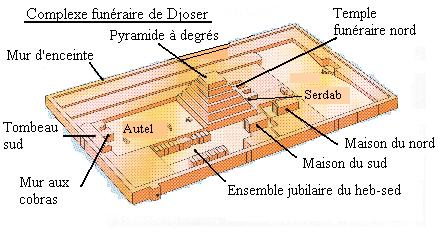 Complexe funéraire de Djoser
Pyramide à degrés
Temple
funéraire nord
Mur d'enceinte
Serdab
Tombeau
sud
Autel
Maison du nord
Maison du sud
Mur aux
cobras
Ensemble jubilaire du heb-sed